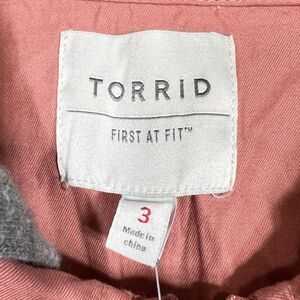 TORRID
FIRST AT FIT™
3
Made in
china